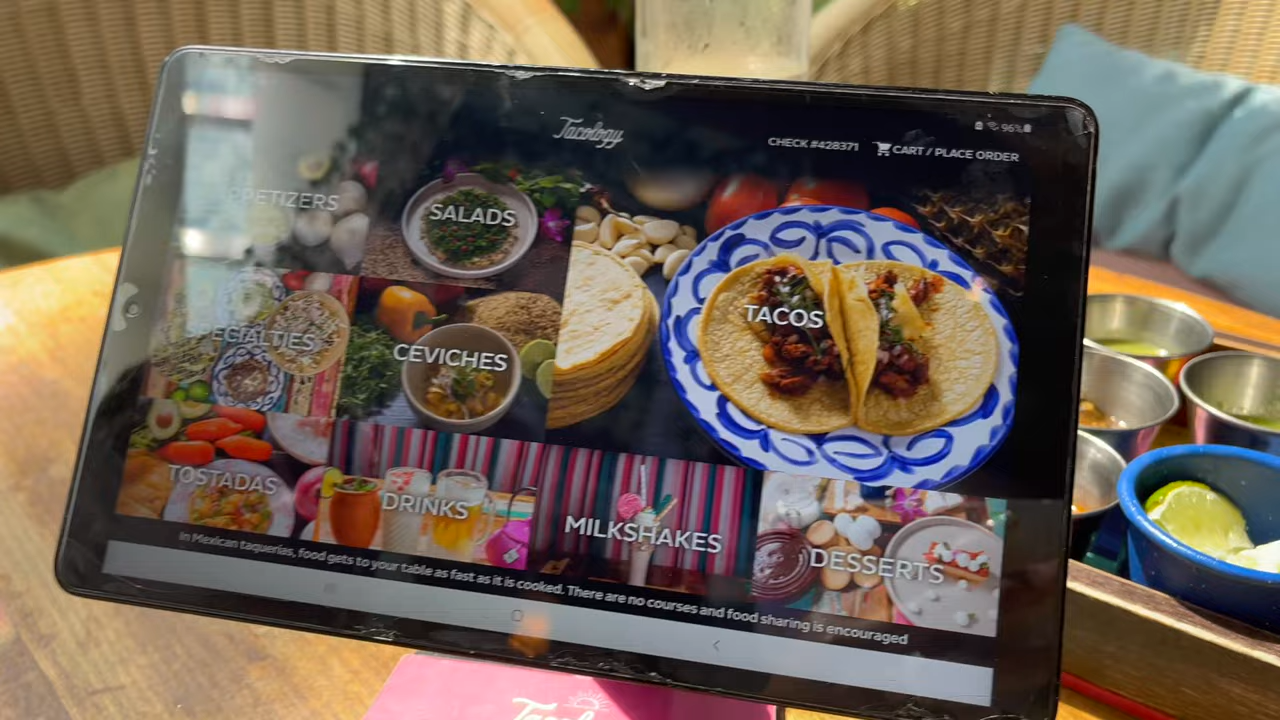 Tacology
CHECK #428371
CART / PLACE ORDER
96%
APPETIZERS
SALADS
TACOS
SPECIALTIES
CEVICHES
TOSTADAS
DRINKS
MILKSHAKES
DESSERTS
In Mexican taquerias, food gets to your table as fast as it is cooked. There are no courses and food sharing is encouraged
Tacology